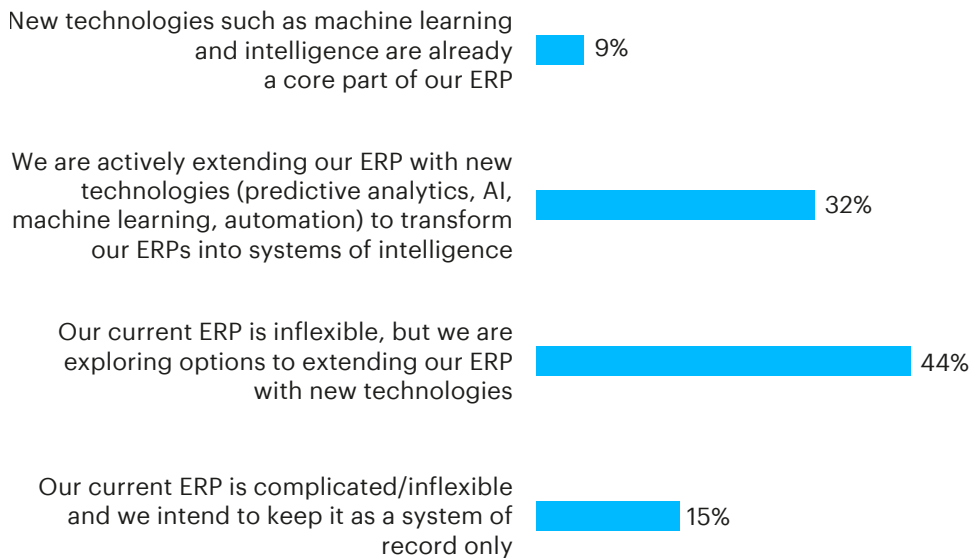 New technologies such as machine learning
and intelligence are already
a core part of our ERP
9%
We are actively extending our ERP with new
technologies (predictive analytics, AI,
machine learning, automation) to transform
our ERPs into systems of intelligence
32%
Our current ERP is inflexible, but we are
exploring options to extending our ERP
with new technologies
44%
Our current ERP is complicated/inflexible
and we intend to keep it as a system of
record only
15%